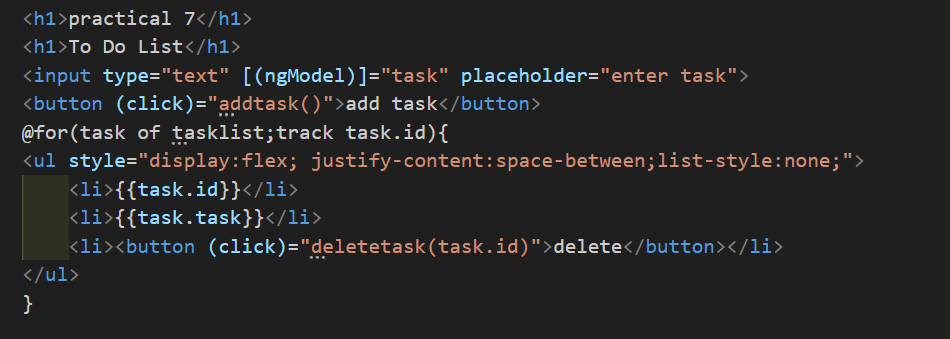 <h1>practical 7</h1>
<h1>To Do List</h1>
<input type="text" [(ngModel)]="task" placeholder="enter task">
<button (click)="addtask()">add task</button>
@for(task of tasklist;track task.id){
<ul style="display:flex; justify-content:space-between;list-style:none;">
    <li>{{task.id}}</li>
    <li>{{task.task}}</li>
    <li><button (click)="deletetask(task.id)">delete</button></li>
</ul>
}